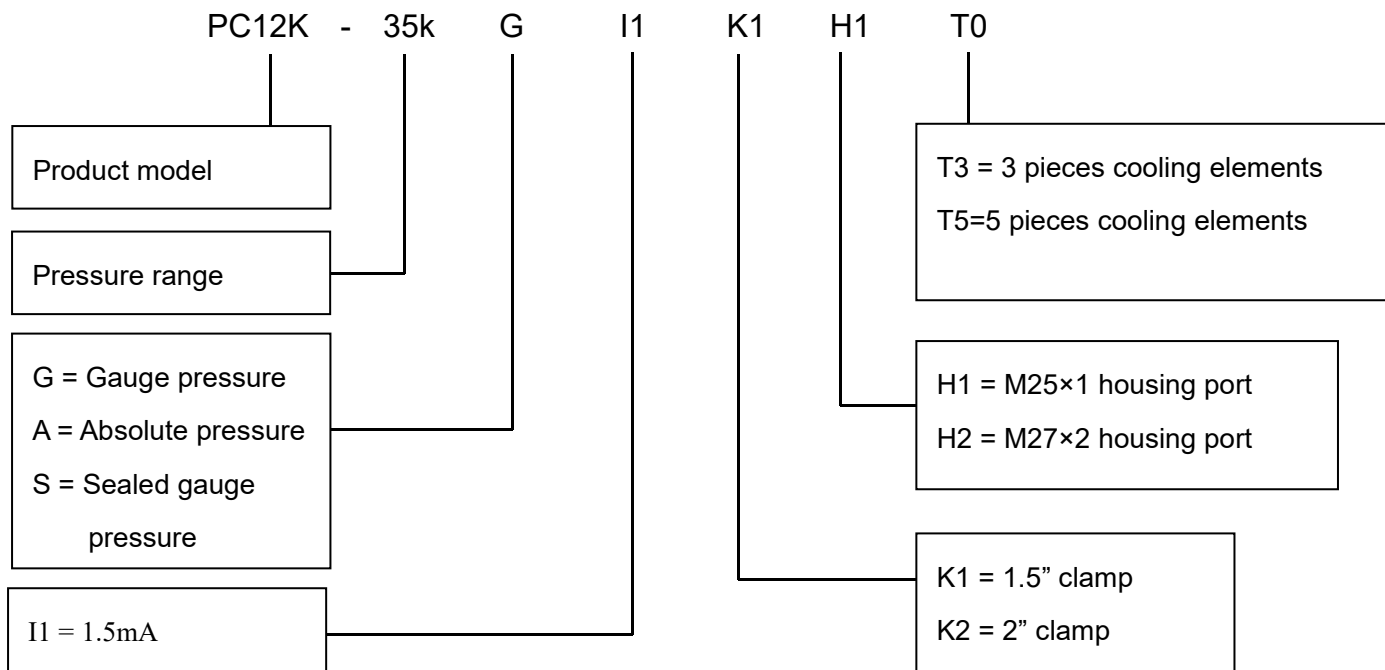 PC12K - 35k G I1 K1 H1 T0
Product model
Pressure range
G = Gauge pressure
A = Absolute pressure
S = Sealed gauge
pressure
I1 = 1.5mA
T3 = 3 pieces cooling elements
T5=5 pieces cooling elements
H1 = M25×1 housing port
H2 = M27×2 housing port
K1 = 1.5” clamp
K2 = 2” clamp